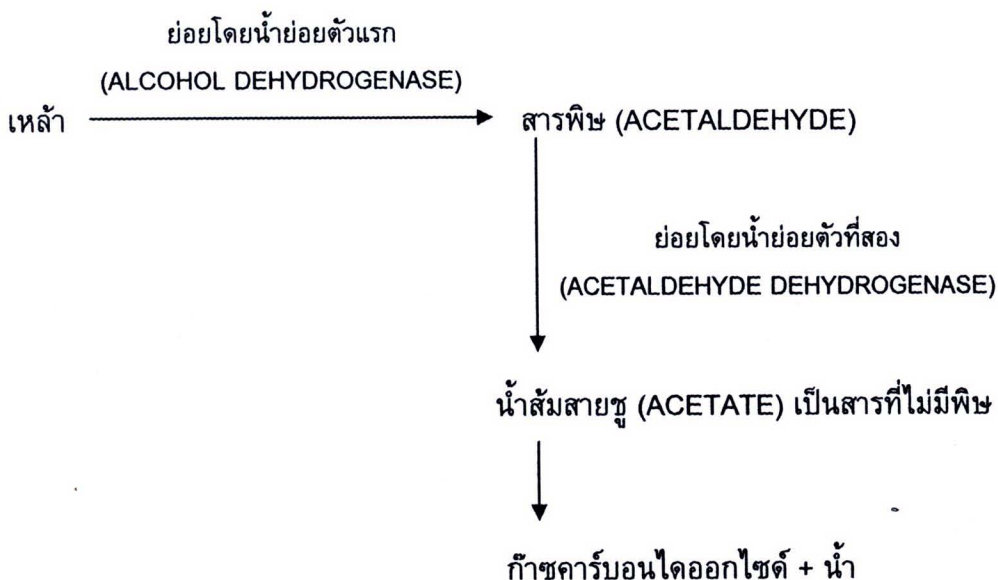 ย่อยโดยน้ำย่อยตัวแรก
(ALCOHOL DEHYDROGENASE)
เหล้า
สารพิษ (ACETALDEHYDE)
ย่อยโดยน้ำย่อยตัวที่สอง
(ACETALDEHYDE DEHYDROGENASE)
น้ำส้มสายชู (ACETATE) เป็นสารที่ไม่มีพิษ
ก๊าซคาร์บอนไดออกไซด์ + น้ำ